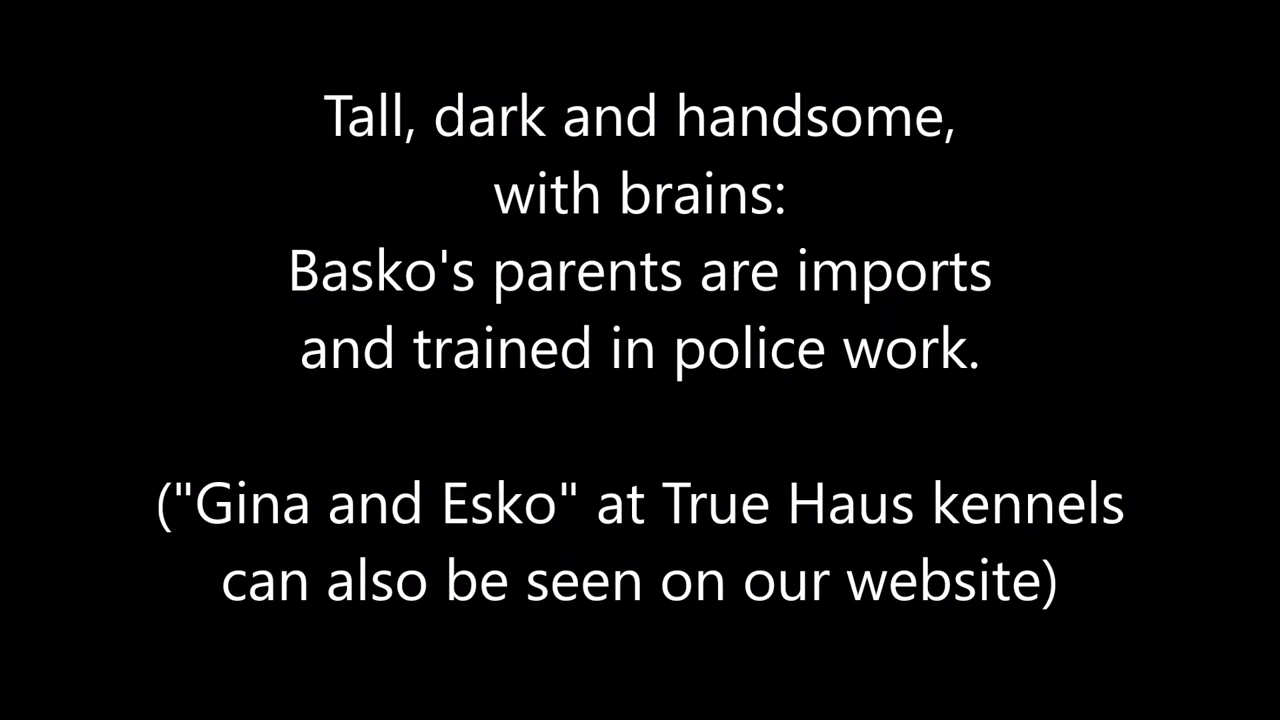 Tall, dark and handsome,
with brains:
Basko's parents are imports
and trained in police work.
("Gina and Esko" at True Haus kennels
can also be seen on our website)